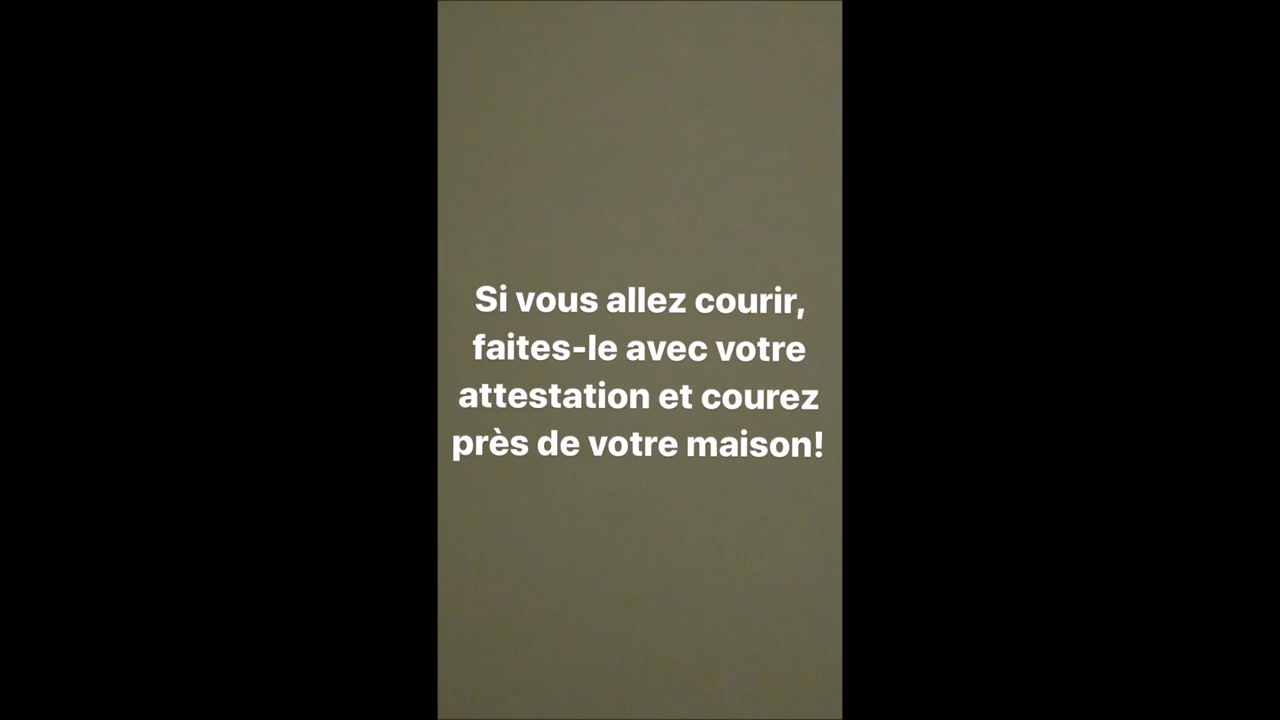 Si vous allez courir,
faites-le avec votre
attestation et courez
près de votre maison!